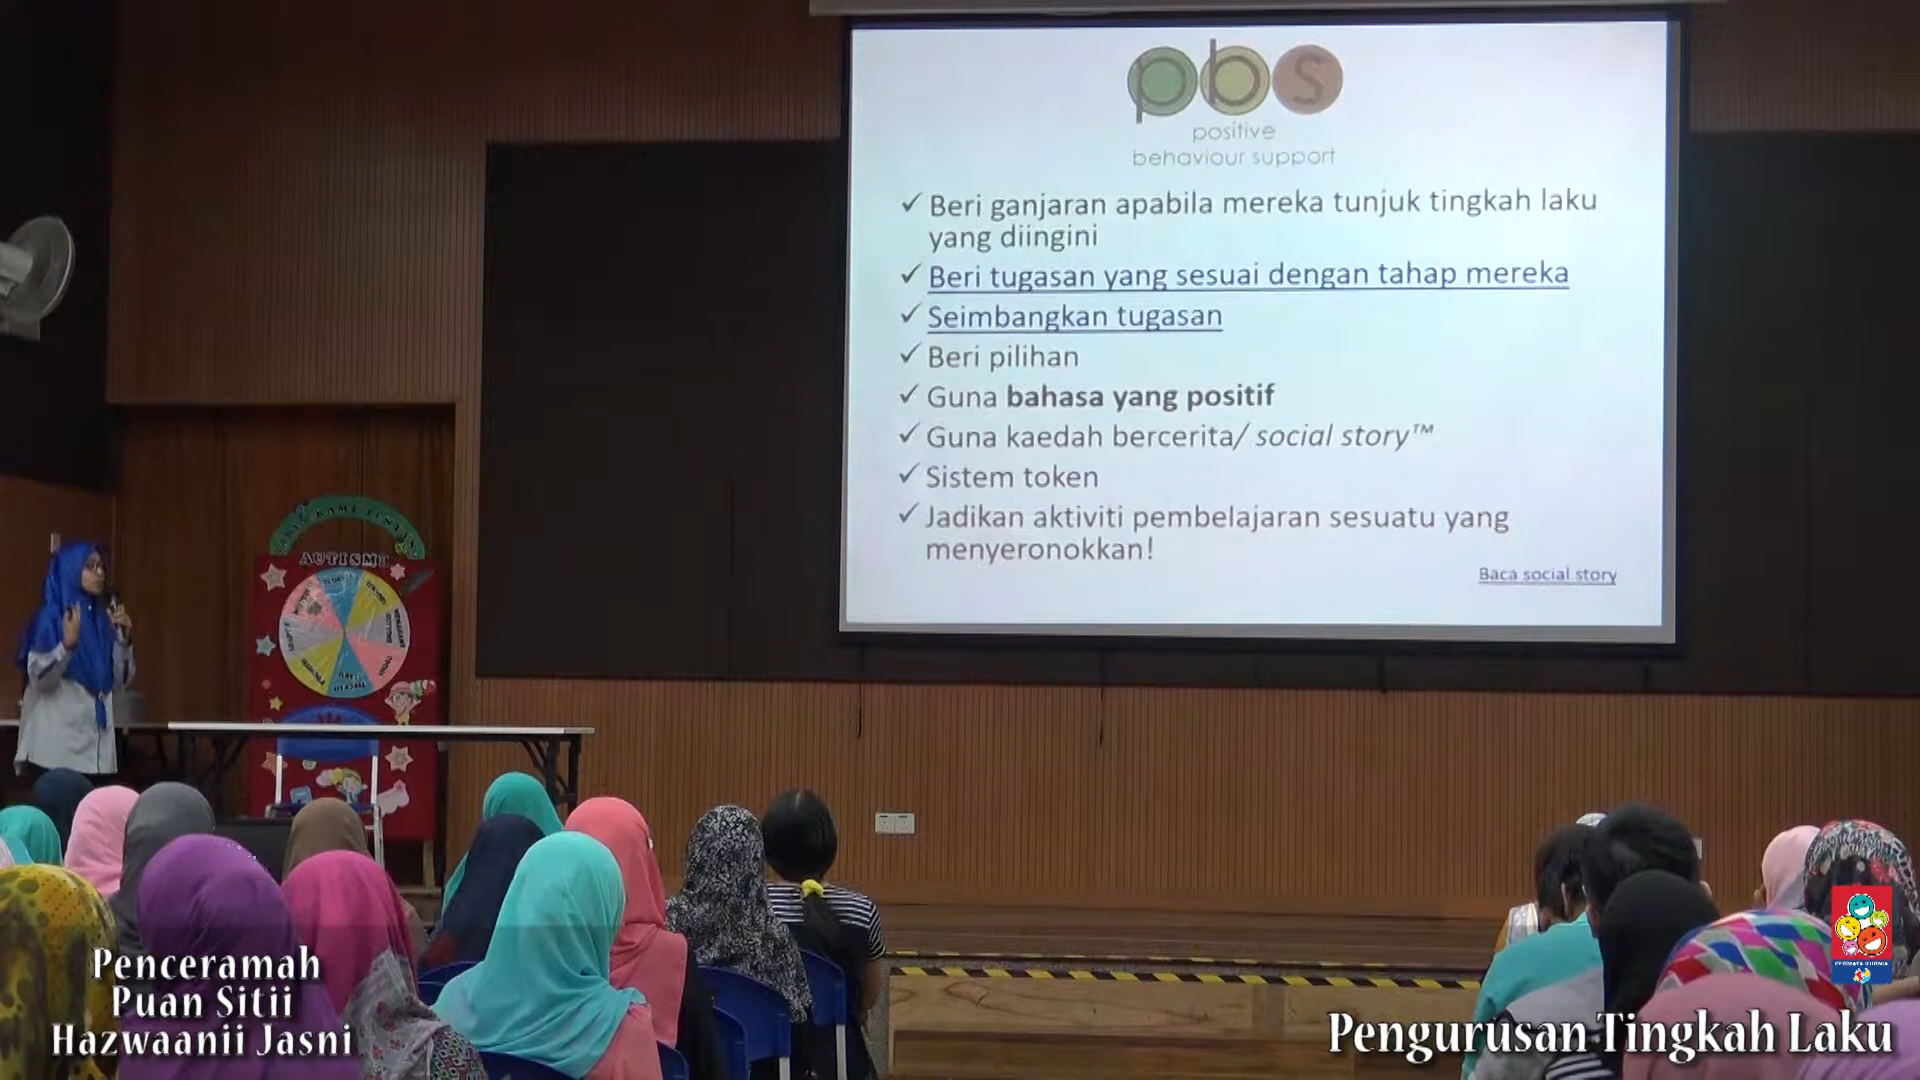 pbs
positive
behaviour support
✓ Beri ganjaran apabila mereka tunjuk tingkah laku
yang diingini
✓ Beri tugasan yang sesuai dengan tahap mereka
✓ Seimbangkan tugasan
✓ Beri pilihan
✓ Guna bahasa yang positif
✓ Guna kaedah bercerita/ social story™
✓ Sistem token
✓ Jadikan aktiviti pembelajaran sesuatu yang
menyeronokkan!
Baca social story
AUTISME
Penceramah
Puan Sitii
Hazwaanii Jasni
PERMATA KURNIA
Pengurusan Tingkah Laku